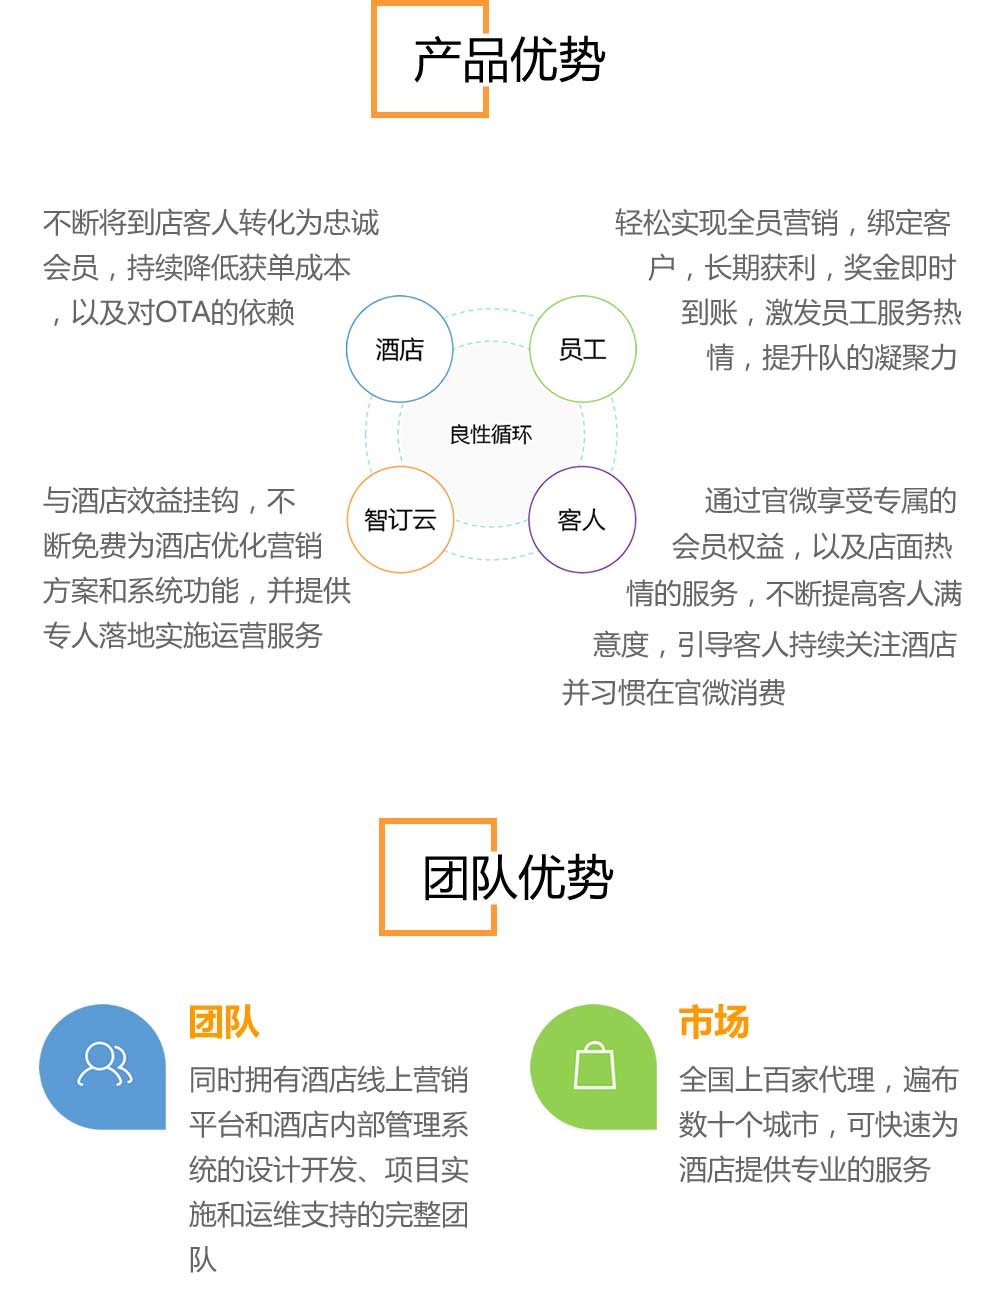 产品优势
不断将到店客人转化为忠诚
会员，持续降低获单成本
，以及对OTA的依赖
轻松实现全员营销，绑定客
户，长期获利，奖金即时
到账，激发员工服务热
情，提升队的凝聚力
酒店
员工
良性循环
智订云
客人
与酒店效益挂钩，不
断免费为酒店优化营销
方案和系统功能，并提供
专人落地实施运营服务
通过官微享受专属的
会员权益，以及店面热
情的服务，不断提高客人满
意度，引导客人持续关注酒店
并习惯在官微消费
团队优势
团队
同时拥有酒店线上营销
平台和酒店内部管理系
统的设计开发、项目实
施和运维支持的完整团
队
市场
全国上百家代理，遍布
数十个城市，可快速为
酒店提供专业的服务